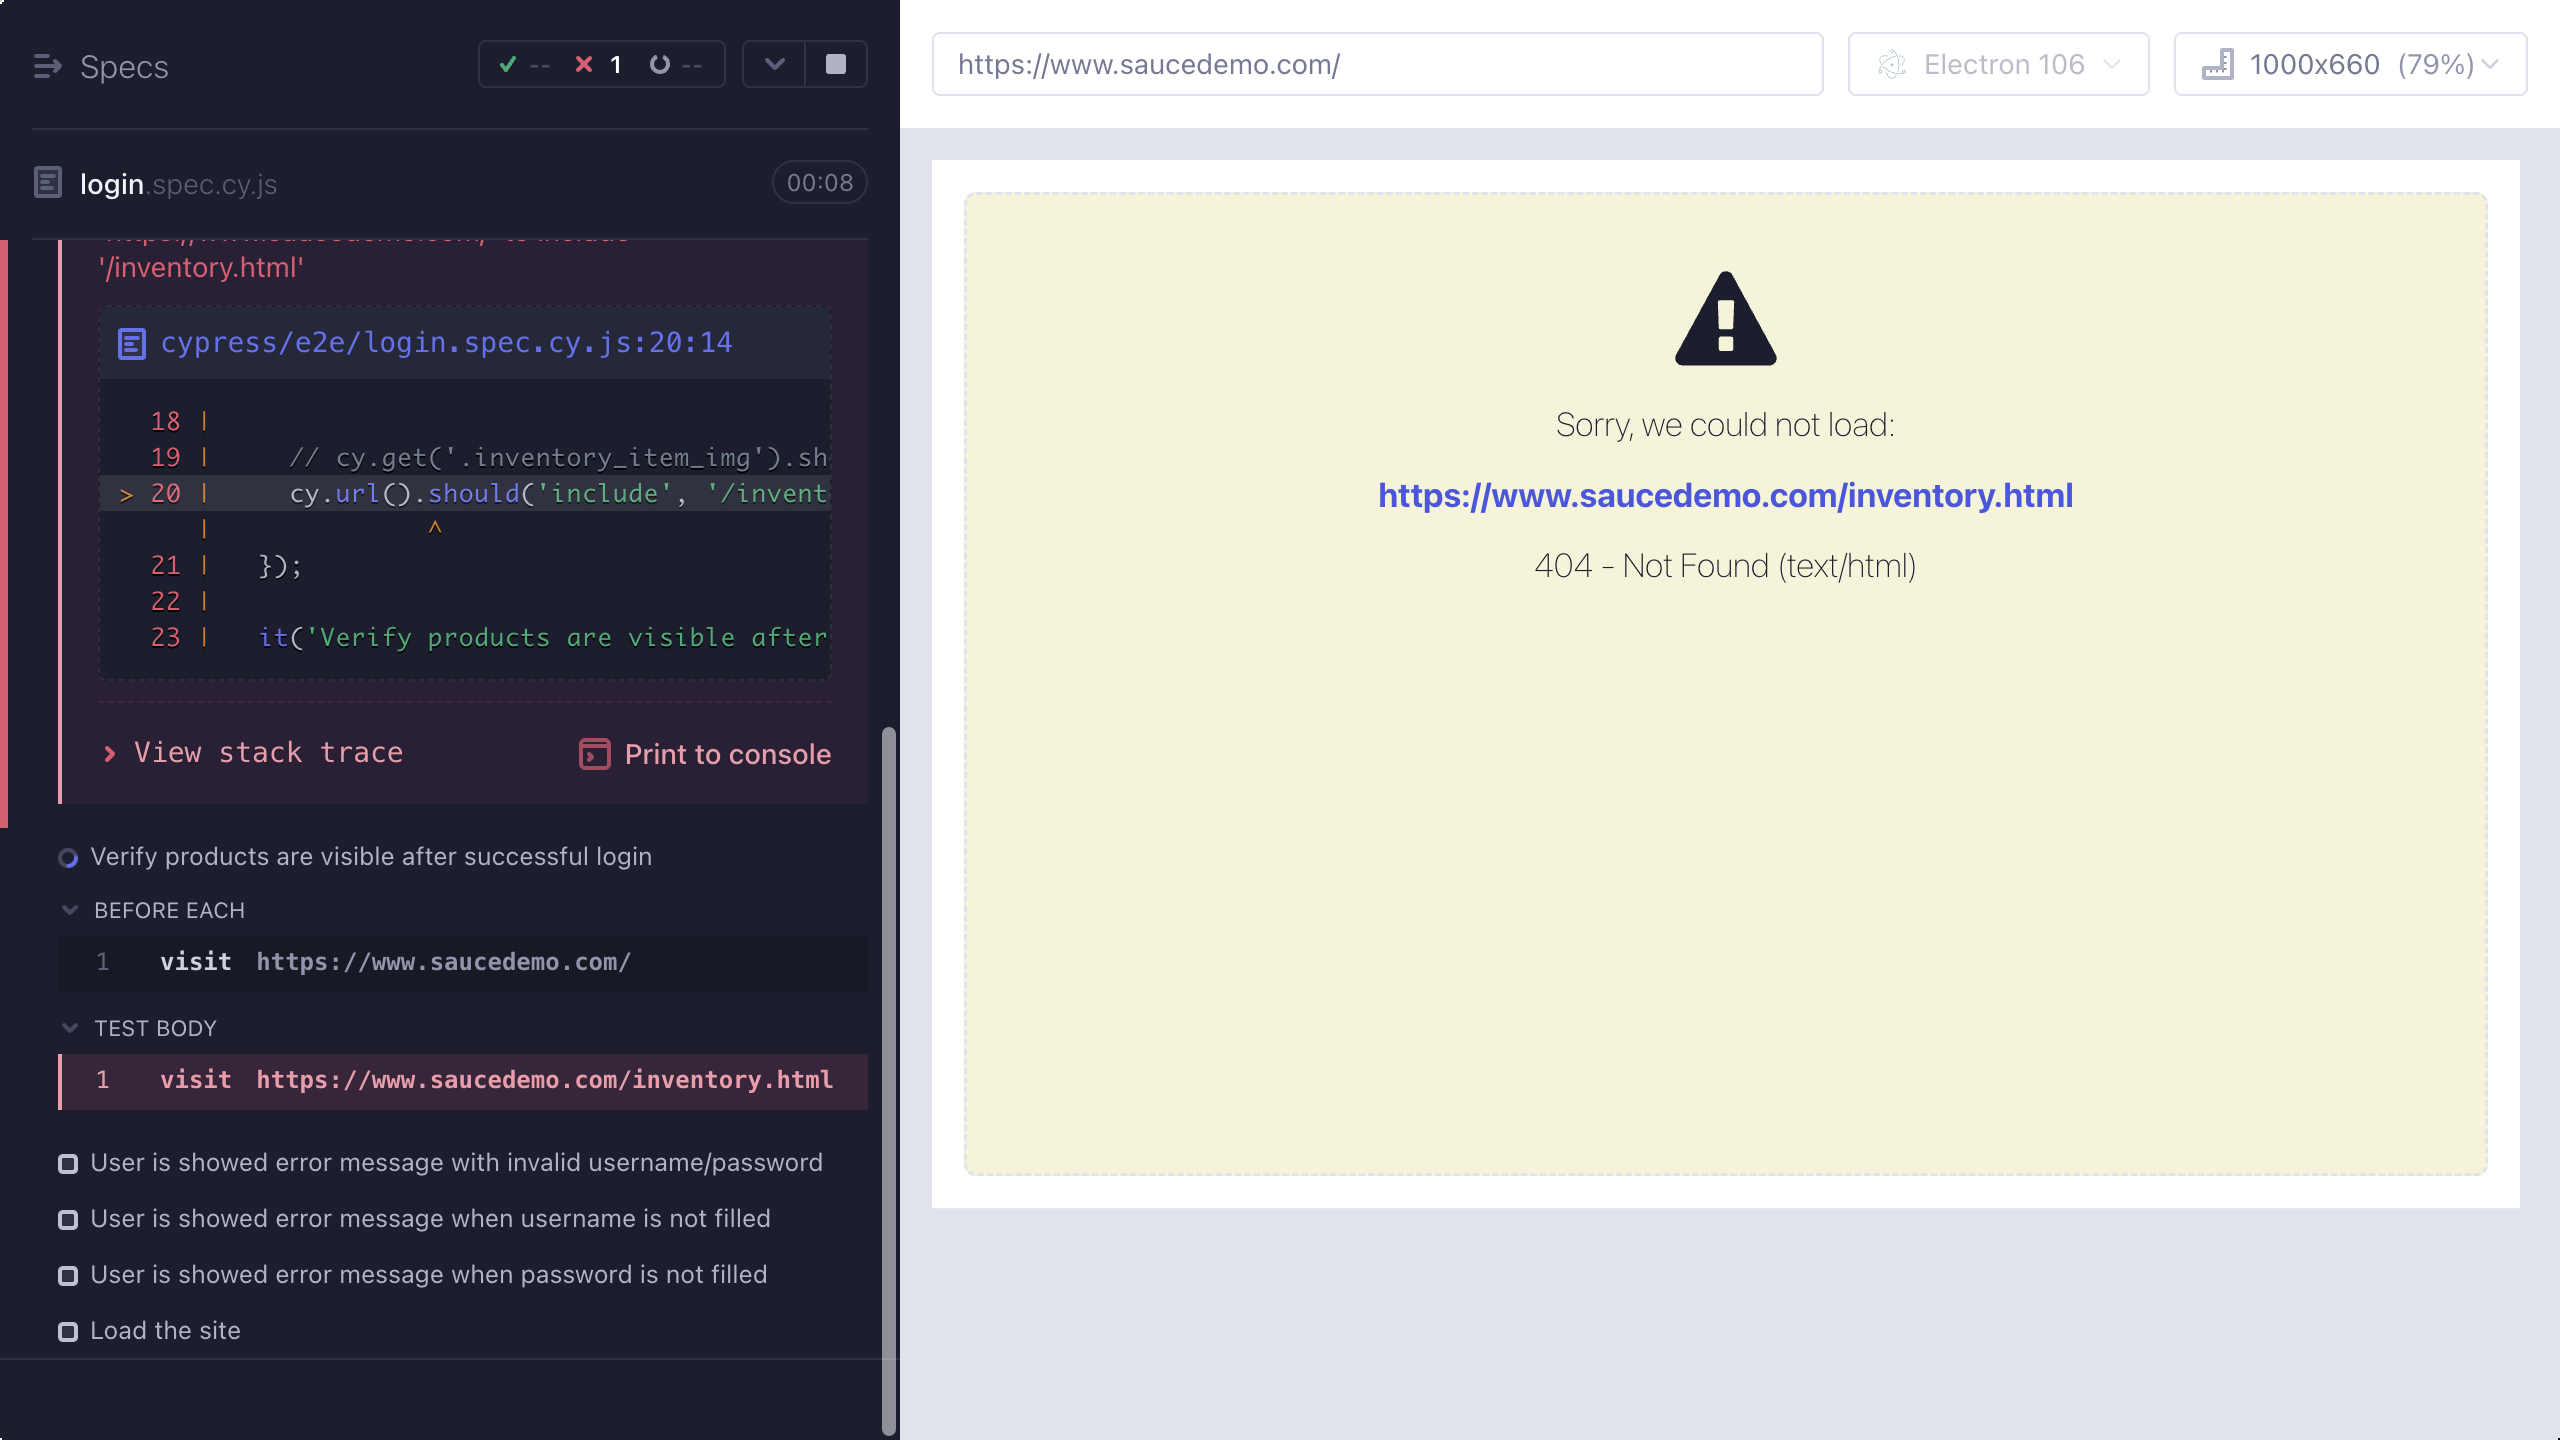 Specs
-- 1 --
login.spec.cy.js
00:08
'https://www.saucedemo.com/' to include
'/inventory.html'
cypress/e2e/login.spec.cy.js:20:14
18 |
19 | // cy.get('.inventory_item_img').sh
> 20 | cy.url().should('include', '/invent
| ^
21 | });
22 |
23 | it('Verify products are visible after
View stack trace
Print to console
Verify products are visible after successful login
BEFORE EACH
1 visit https://www.saucedemo.com/
TEST BODY
1 visit https://www.saucedemo.com/inventory.html
User is showed error message with invalid username/password
User is showed error message when username is not filled
User is showed error message when password is not filled
Load the site
https://www.saucedemo.com/
Electron 106
1000x660 (79%)
Sorry, we could not load:
https://www.saucedemo.com/inventory.html
404 - Not Found (text/html)